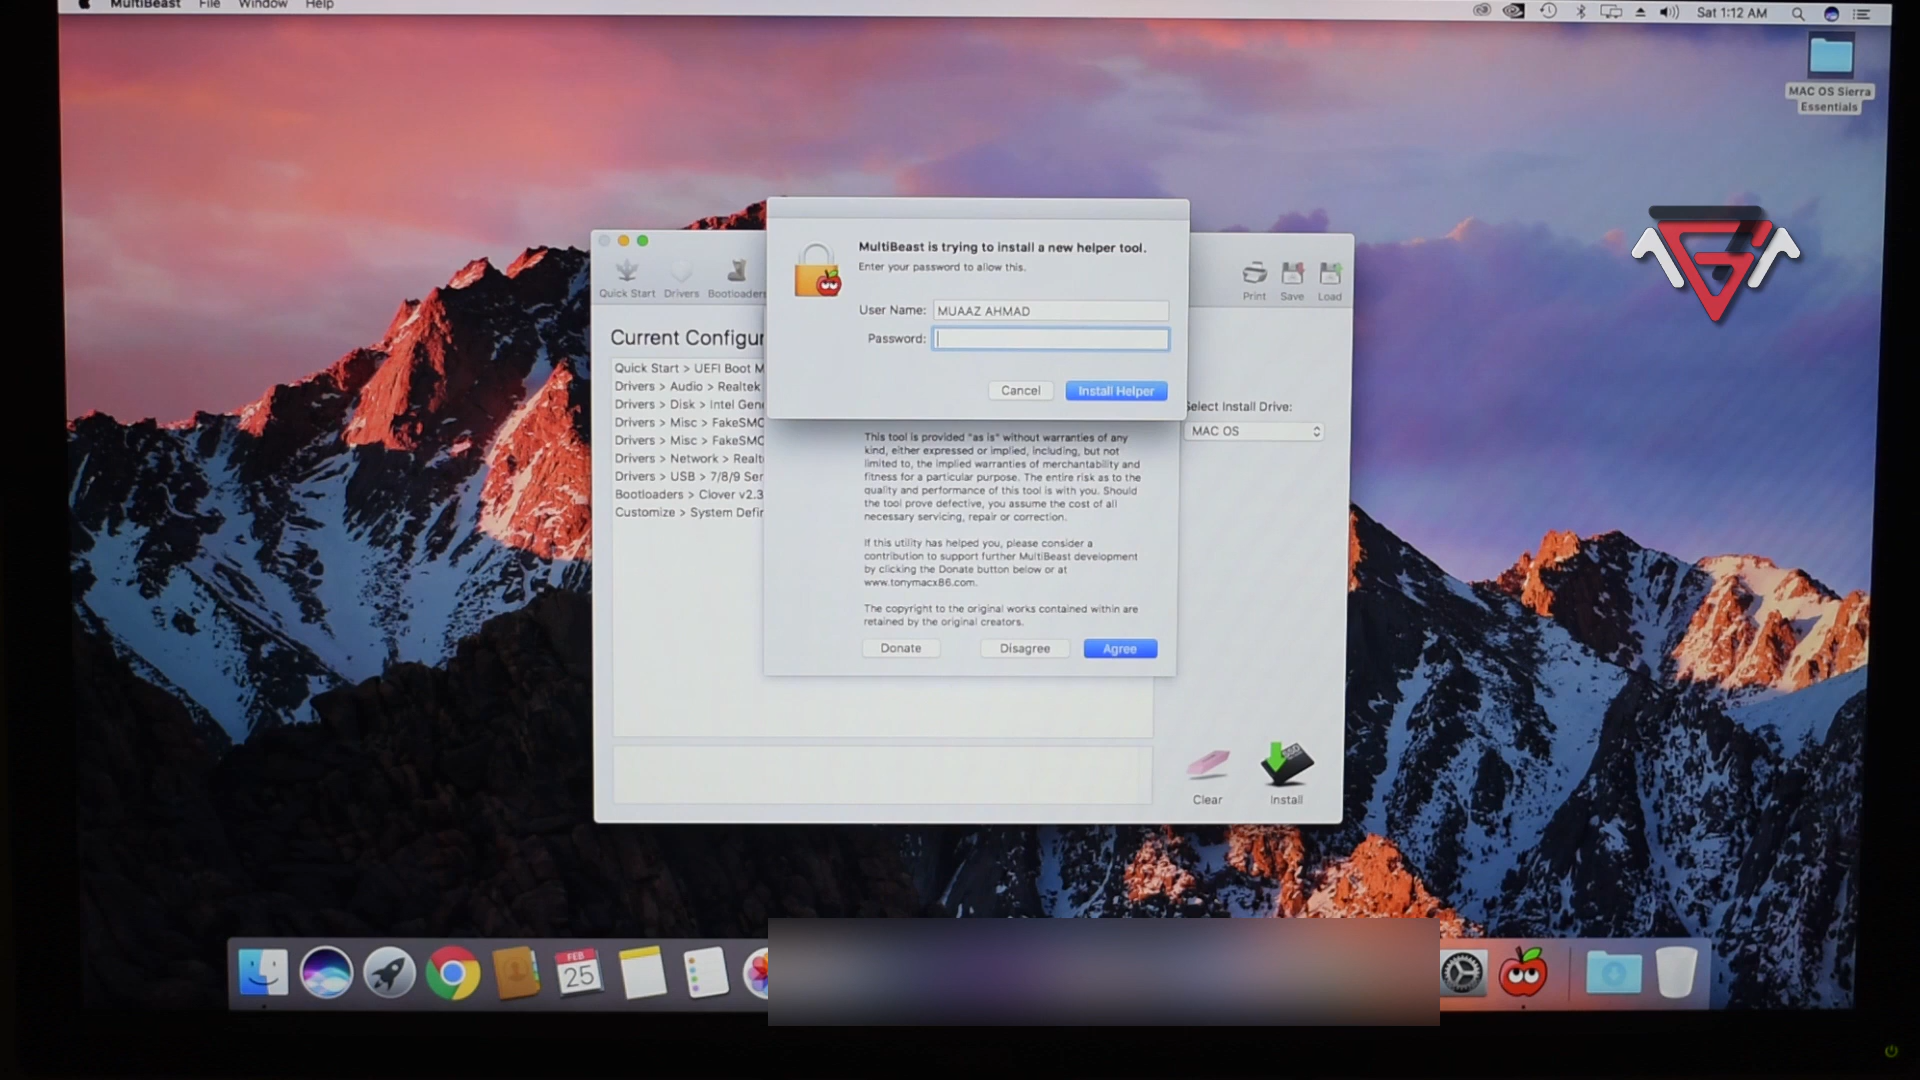 MultiBeast File Window Help
Sat 1:12 AM
MAC OS Sierra
Essentials
MultiBeast is trying to install a new helper tool.
Enter your password to allow this.
User Name: MUAAZ AHMAD
Password:
Cancel
Install Helper
Quick Start
Drivers
Bootloaders
Print
Save
Load
Current Configur
Quick Start > UEFI Boot M
Drivers > Audio > Realtek
Drivers > Disk > Intel Gene
Drivers > Misc > FakeSMC
Drivers > Misc > FakeSMC
Drivers > Network > Realt
Drivers > USB > 7/8/9 Ser
Bootloaders > Clover v2.3
Customize > System Defin
Select Install Drive:
MAC OS
This tool is provided "as is" without warranties of any
kind, either expressed or implied, including, but not
limited to, the implied warranties of merchantability and
fitness for a particular purpose. The entire risk as to the
quality and performance of this tool is with you. Should
the tool prove defective, you assume the cost of all
necessary servicing, repair or correction.
If this utility has helped you, please consider a
contribution to support further MultiBeast development
by clicking the Donate button below or at
www.tonymacx86.com.
The copyright to the original works contained within are
retained by the original creators.
Donate
Disagree
Agree
Clear
Install
FEB
25